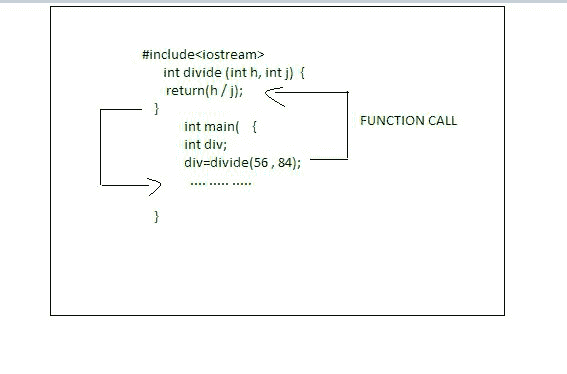 #include<iostream>
int divide (int h, int j) {
return(h / j);
}
FUNCTION CALL
int main(   {
int div;
div=divide(56 , 84);
.... ..... .....
}